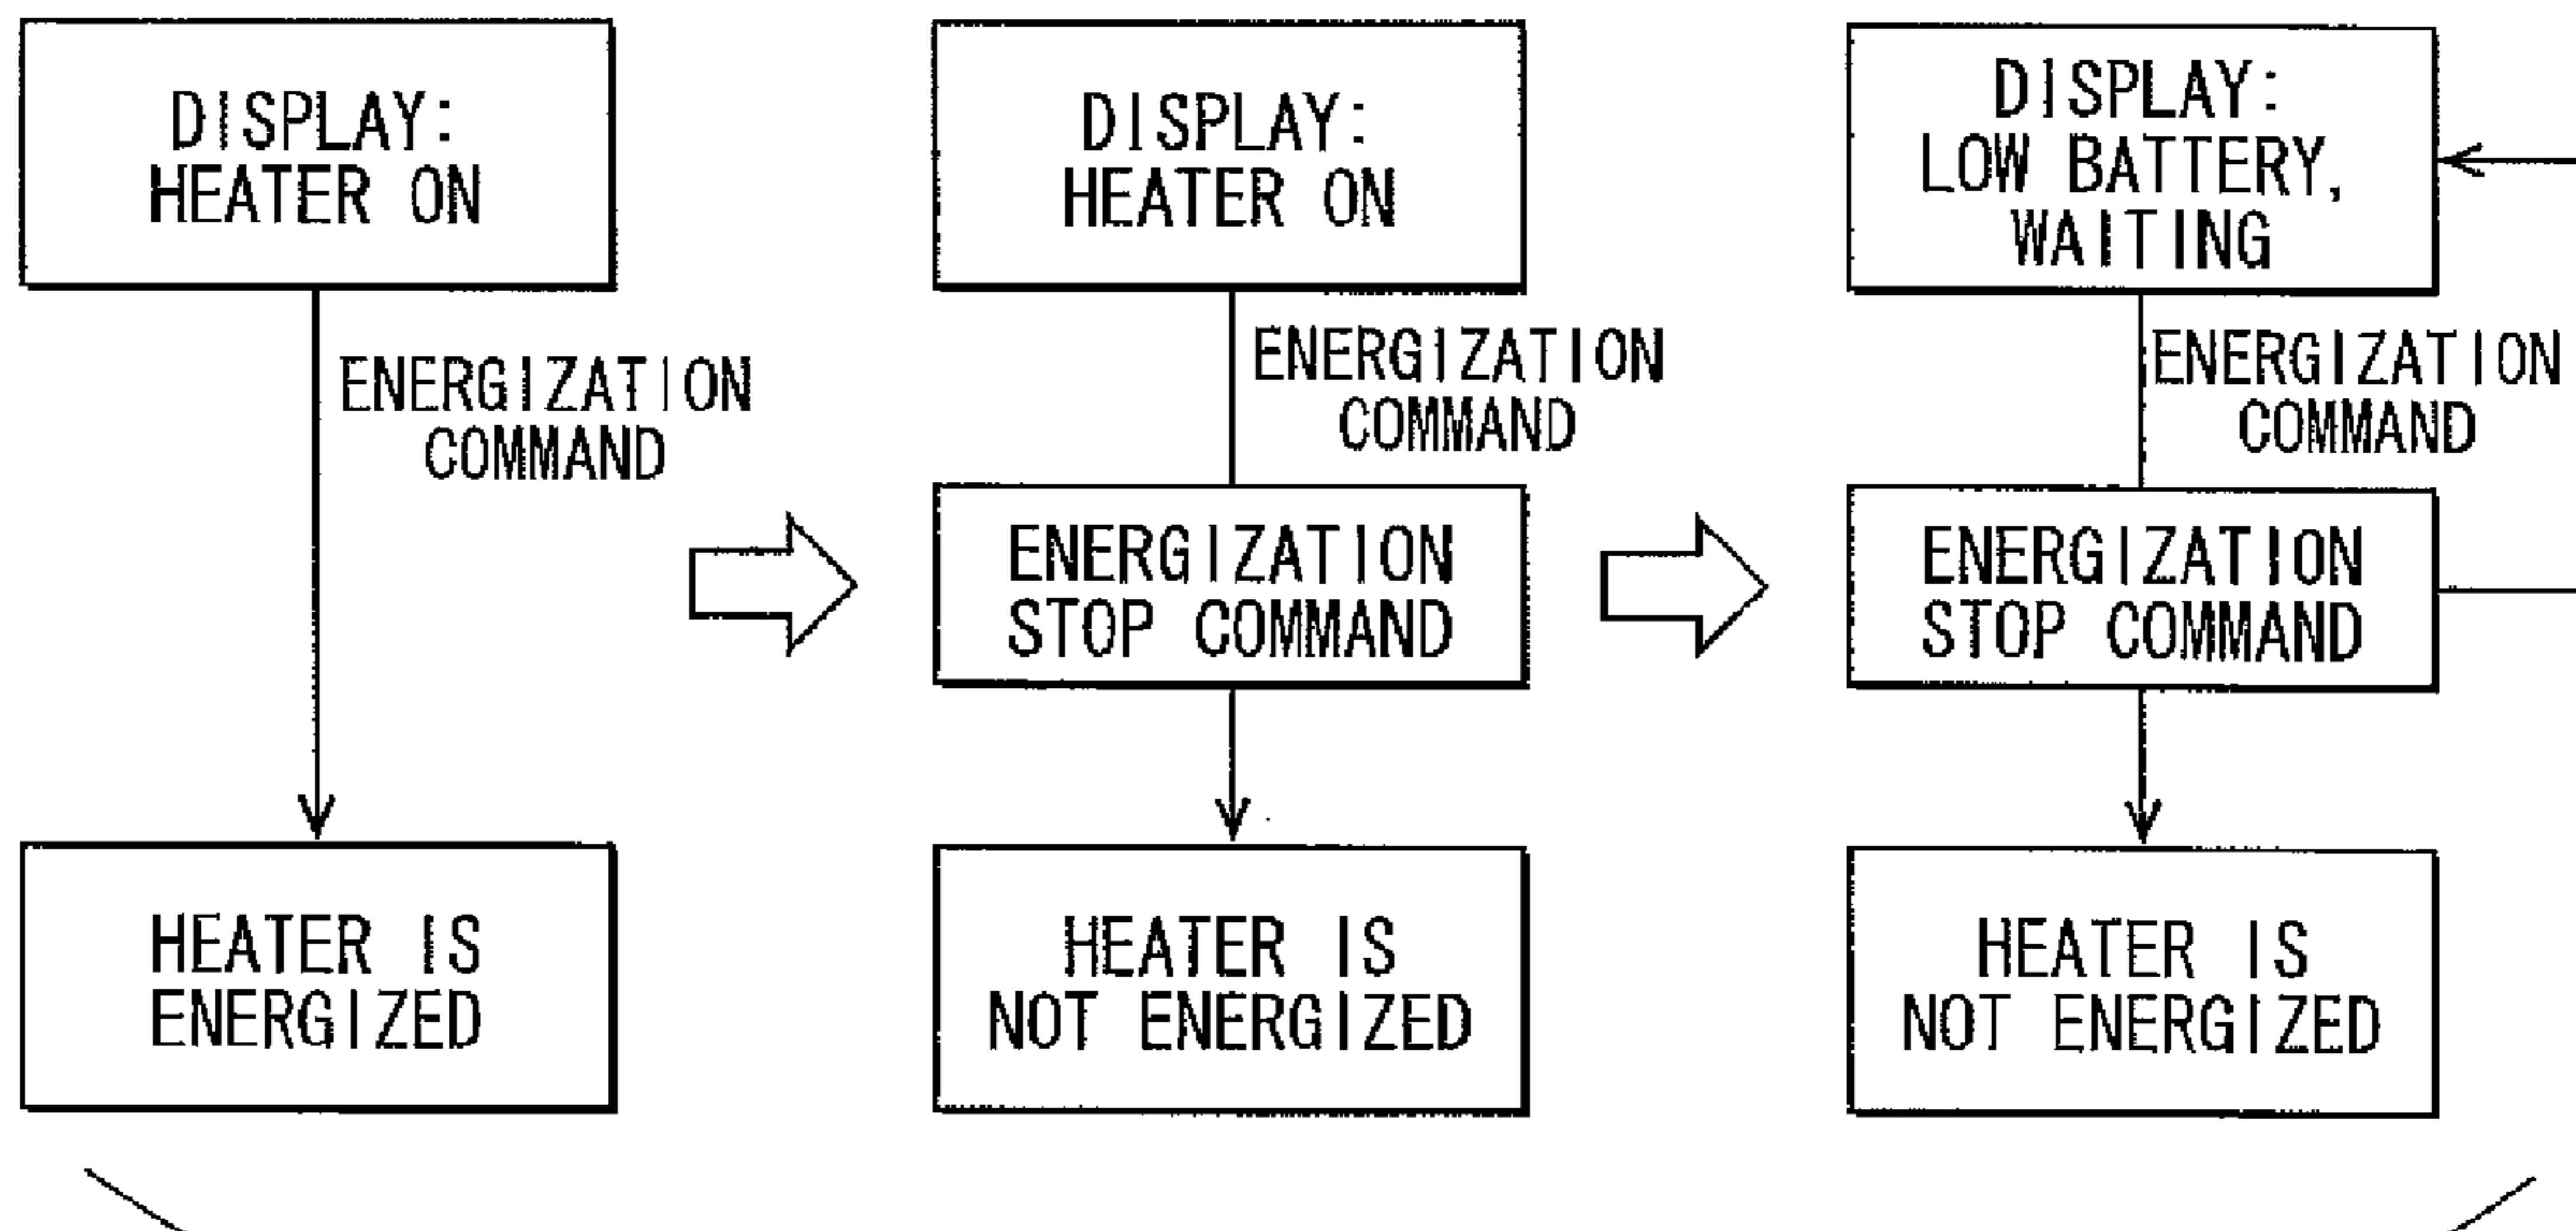 DISPLAY:
HEATER ON
ENERGIZATION
COMMAND
HEATER IS
ENERGIZED
DISPLAY:
HEATER ON
ENERGIZATION
COMMAND
ENERGIZATION
STOP COMMAND
HEATER IS
NOT ENERGIZED
DISPLAY:
LOW BATTERY,
WAITING
ENERGIZATION
COMMAND
ENERGIZATION
STOP COMMAND
HEATER IS
NOT ENERGIZED